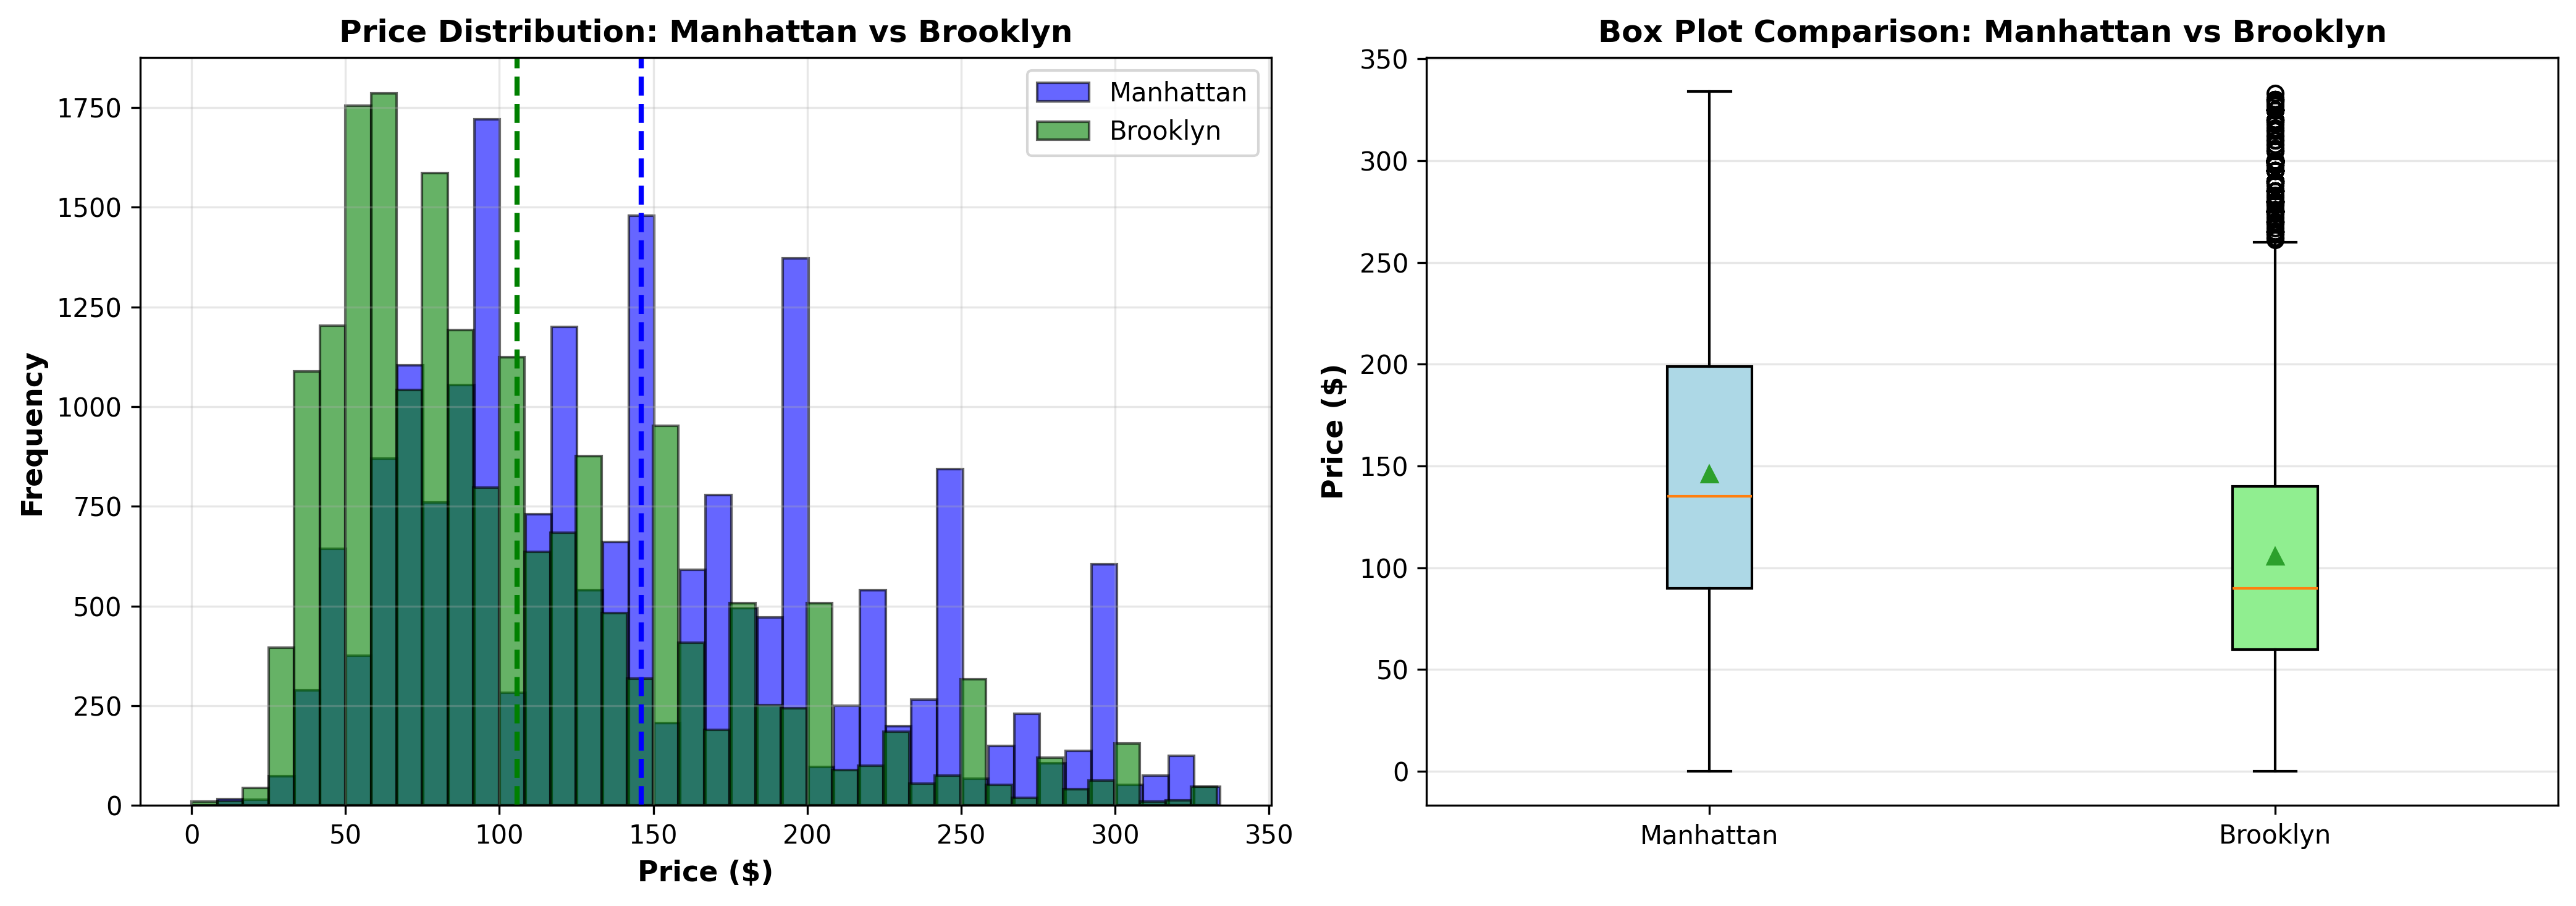 Price Distribution: Manhattan vs Brooklyn
Manhattan
Brooklyn
Frequency
1750
1500
1250
1000
750
500
250
0
0 50 100 150 200 250 300 350
Price ($)
Box Plot Comparison: Manhattan vs Brooklyn
Price ($)
350
300
250
200
150
100
50
0
Manhattan Brooklyn